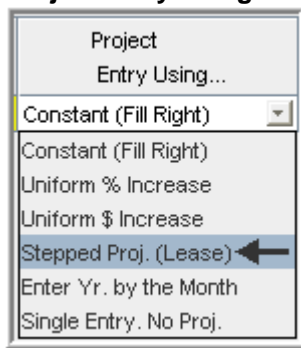 Project
Entry Using...
Constant (Fill Right)
Constant (Fill Right)
Uniform % Increase
Uniform $ Increase
Stepped Proj. (Lease)
Enter Yr. by the Month
Single Entry. No Proj.